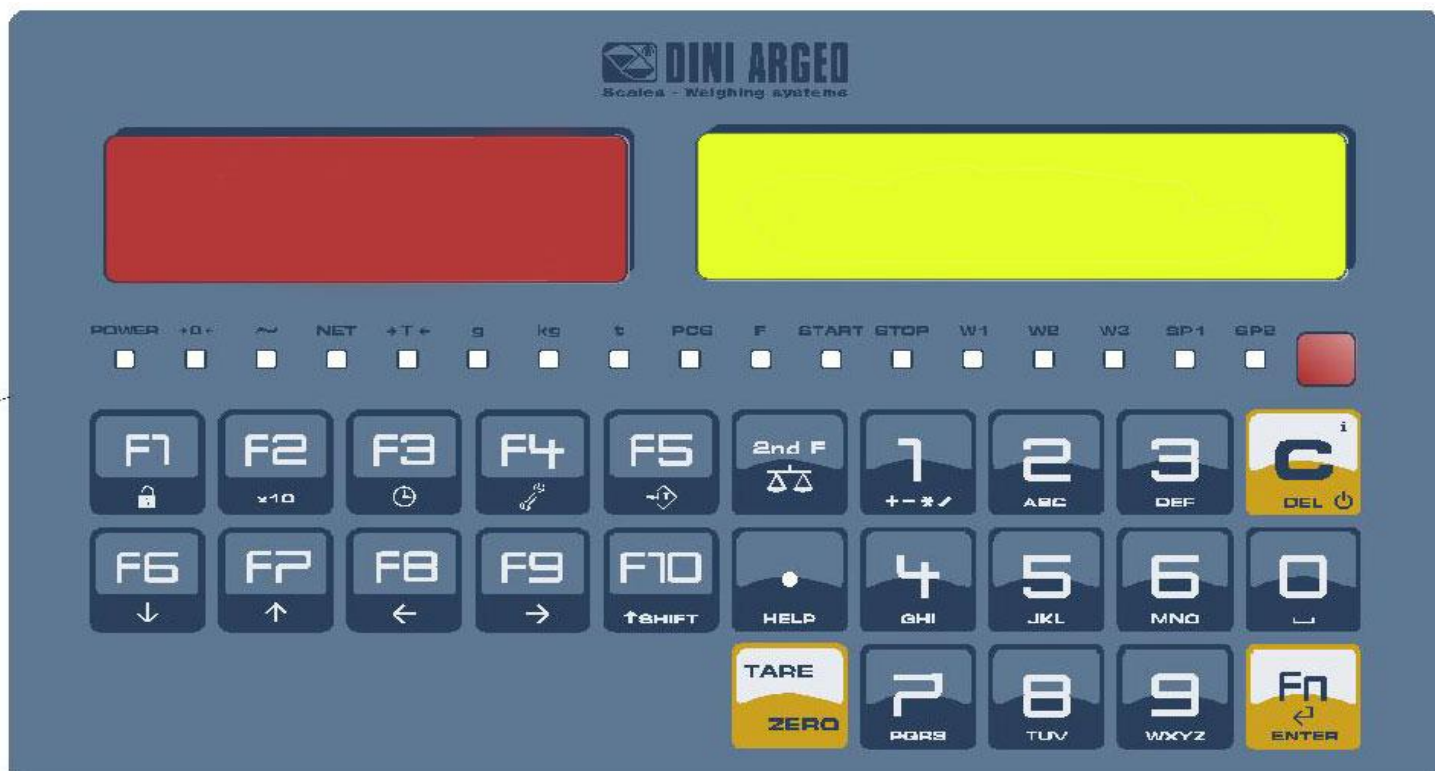 DINI ARGEO
Scales - Weighing systems
POWER →0← ~ NET →T← g kg t PCS F START STOP W1 W2 W3 SP1 SP2
F1 F2 F3 F4 F5 2nd F 1 2 3 C i
x10 ~T + - * / ABC DEF DEL
F6 F7 F8 F9 F10 . 4 5 6 0
↓ ↑ ← → ↑SHIFT HELP GHI JKL MNO ⎵
TARE 7 8 9 Fn
ZERO PQRS TUV WXYZ ENTER